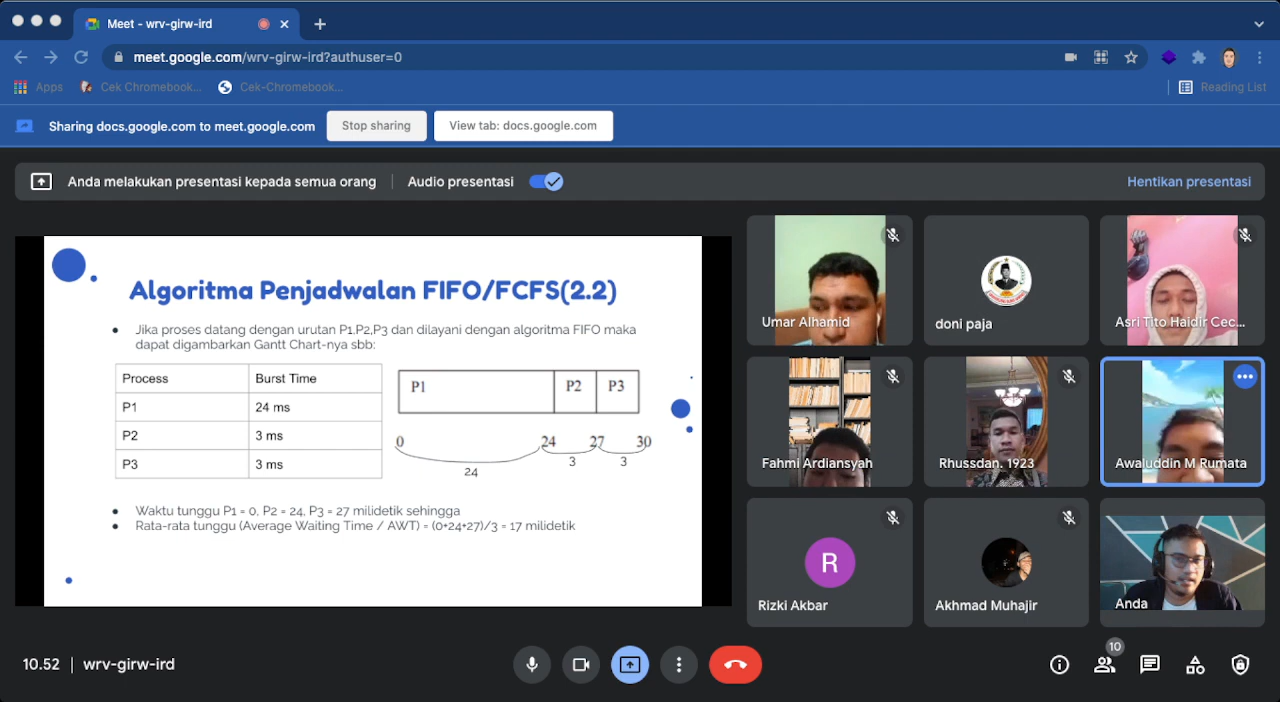 Meet - wrv-girw-ird
meet.google.com/wrv-girw-ird?authuser=0
Apps Cek Chromebook... Cek-Chromebook... Reading List
Sharing docs.google.com to meet.google.com Stop sharing View tab: docs.google.com
Anda melakukan presentasi kepada semua orang Audio presentasi Hentikan presentasi
Algoritma Penjadwalan FIFO/FCFS(2.2)
Jika proses datang dengan urutan P1,P2,P3 dan dilayani dengan algoritma FIFO maka
dapat digambarkan Gantt Chart-nya sbb:
Process Burst Time
P1 24 ms
P2 3 ms
P3 3 ms
P1 P2 P3
0 24 27 30
24 3 3
Waktu tunggu P1 = 0, P2 = 24, P3 = 27 milidetik sehingga
Rata-rata tunggu (Average Waiting Time / AWT) = (0+24+27)/3 = 17 milidetik
Umar Alhamid
doni paja
Asri Tito Haidir Cec...
Fahmi Ardiansyah
Rhussdan. 1923
Awaluddin M Rumata
R
Rizki Akbar
Akhmad Muhajir
Anda
10.52 | wrv-girw-ird
10